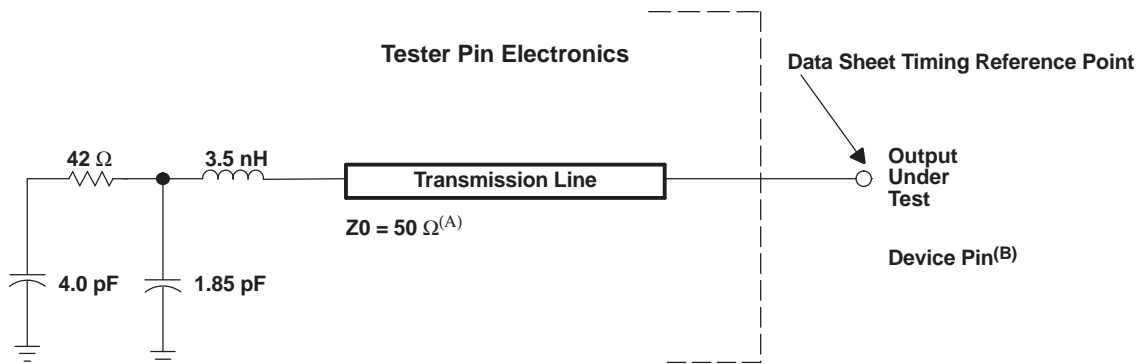 Tester Pin Electronics
Data Sheet Timing Reference Point
42 Ω
3.5 nH
Transmission Line
Output
Under
Test
Z0 = 50 Ω(A)
Device Pin(B)
4.0 pF
1.85 pF